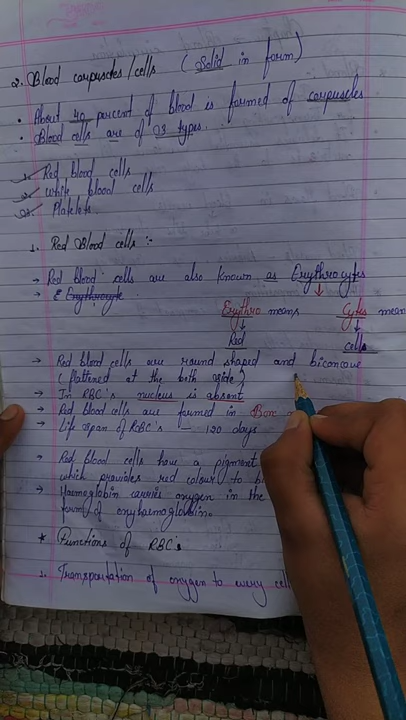 2. Blood corpuscles/cells (Solid in form)
• About 40 percent of blood is formed of corpuscles
• Blood cells are of 03 types.
1. Red blood cells
2. white blood cells
3. Platelets.
1. Red Blood cells :-
→ Red blood cells are also known as Erythrocytes
→ E Erythrocyte
Erythro means Cytes mean
Red cells
→ Red blood cells are round shaped and biconcave
(flattened at the both side)
→ In RBC's nucleus is absent
→ Red blood cells are formed in Bone
→ Life span of RBC's — 120 days
→ Red blood cells have a pigment
which provides red colour to
→ Haemoglobin carries oxygen in the
form of oxyhaemoglobin.
* Functions of RBC's
1. Transportation of oxygen to every cell